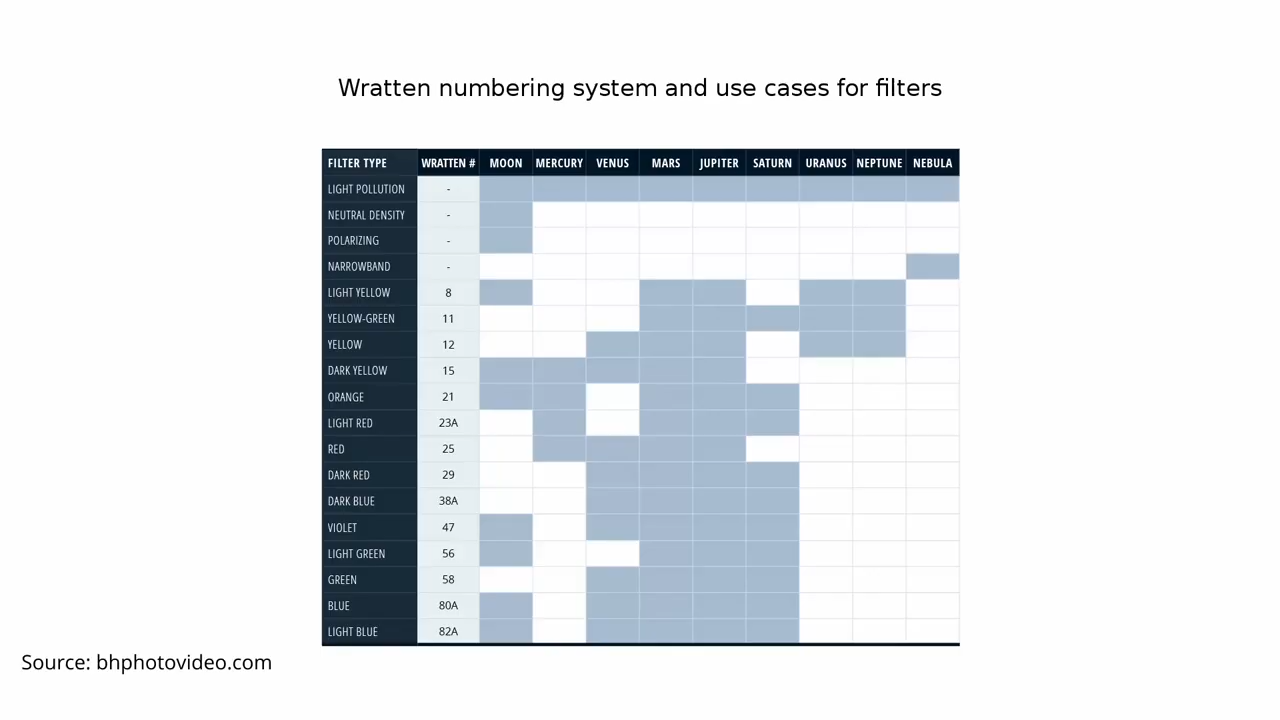 Wratten numbering system and use cases for filters
FILTER TYPE WRATTEN # MOON MERCURY VENUS MARS JUPITER SATURN URANUS NEPTUNE NEBULA
LIGHT POLLUTION -
NEUTRAL DENSITY -
POLARIZING -
NARROWBAND -
LIGHT YELLOW 8
YELLOW-GREEN 11
YELLOW 12
DARK YELLOW 15
ORANGE 21
LIGHT RED 23A
RED 25
DARK RED 29
DARK BLUE 38A
VIOLET 47
LIGHT GREEN 56
GREEN 58
BLUE 80A
LIGHT BLUE 82A
Source: bhphotovideo.com